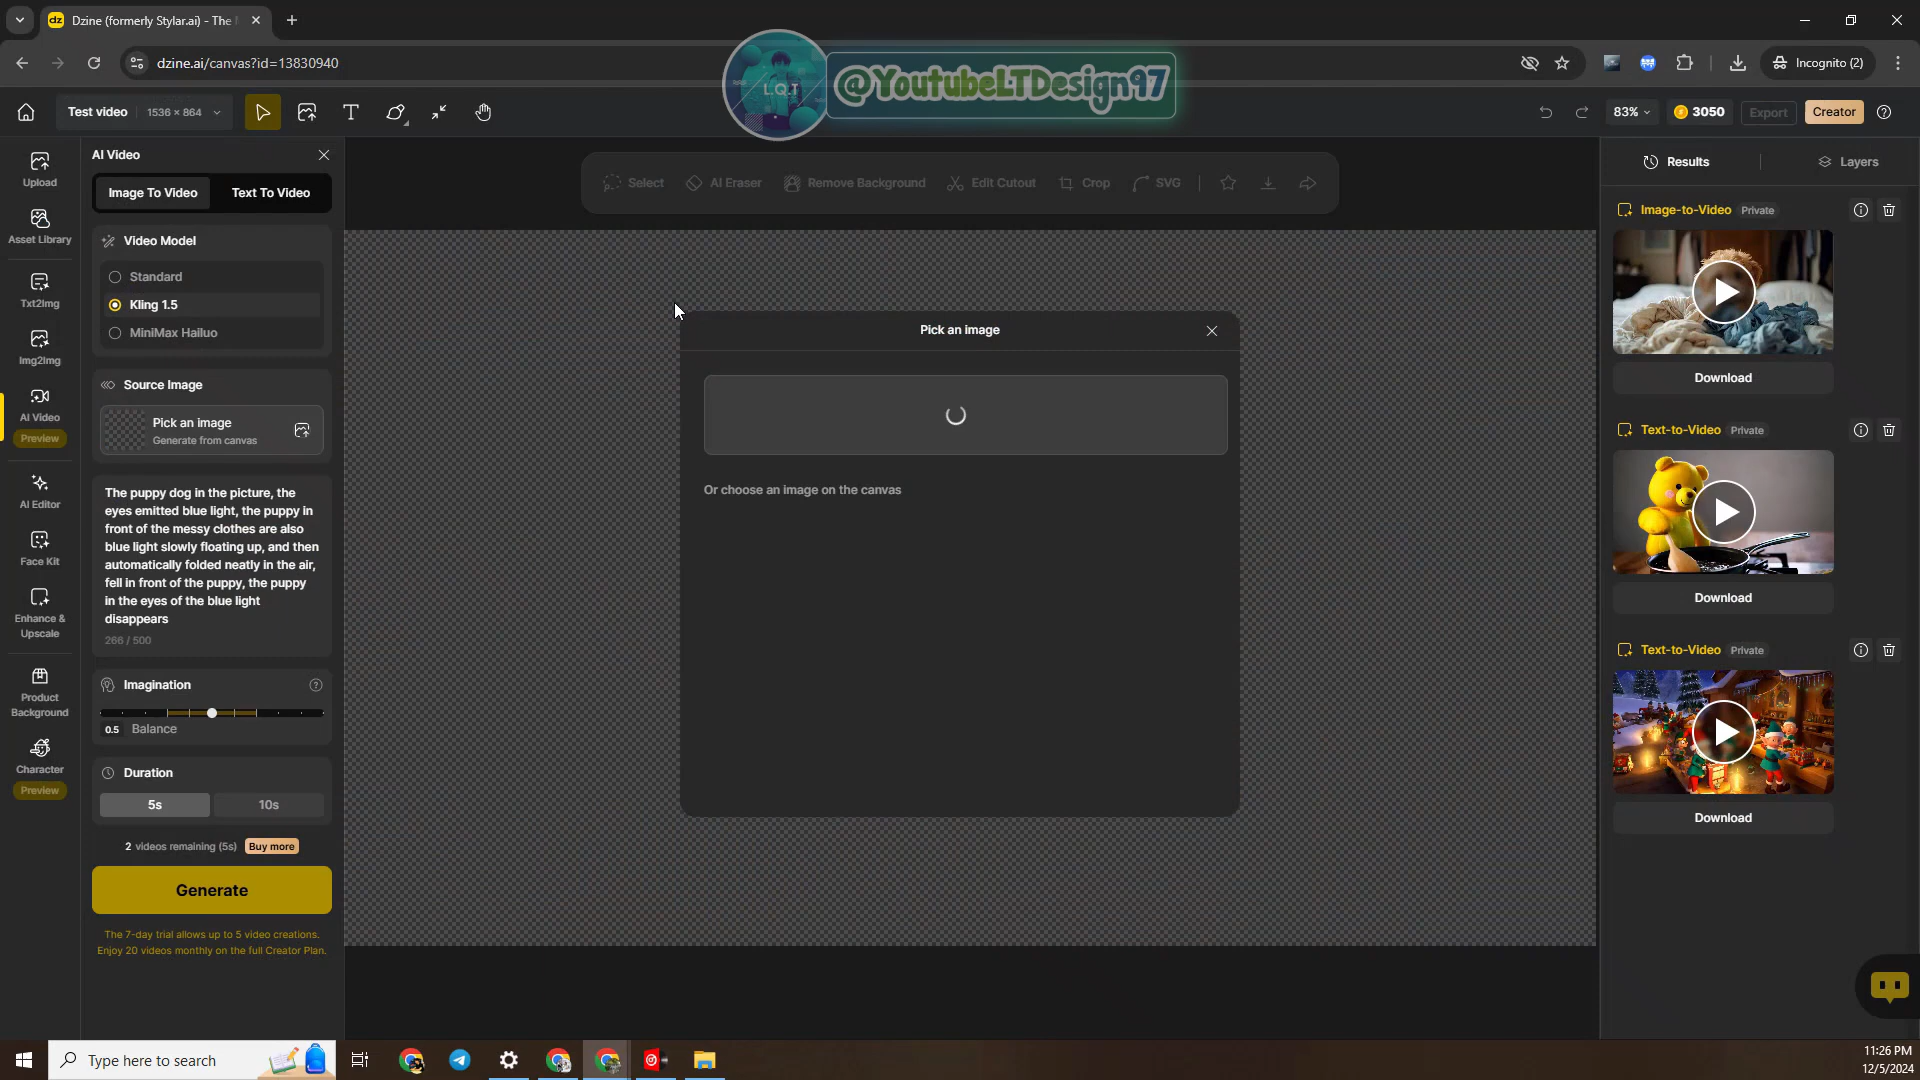 Dzine (formerly Stylar.ai) - The
dzine.ai/canvas?id=13830940
Incognito (2)
L.Q.T
@YoutubeLTDesign97
Test video
1536 × 864
83%
3050
Export
Creator
Upload
Asset Library
Txt2Img
Img2Img
AI Video
Preview
AI Editor
Face Kit
Enhance &
Upscale
Product
Background
Character
Preview
AI Video
Image To Video
Text To Video
Video Model
Standard
Kling 1.5
MiniMax Hailuo
Source Image
Pick an image
Generate from canvas
The puppy dog in the picture, the
eyes emitted blue light, the puppy in
front of the messy clothes are also
blue light slowly floating up, and then
automatically folded neatly in the air,
fell in front of the puppy, the puppy
in the eyes of the blue light
disappears
266 / 500
Imagination
0.5 Balance
Duration
5s
10s
2 videos remaining (5s)
Buy more
Generate
The 7-day trial allows up to 5 video creations.
Enjoy 20 videos monthly on the full Creator Plan.
Select
AI Eraser
Remove Background
Edit Cutout
Crop
SVG
Pick an image
Or choose an image on the canvas
Results
Layers
Image-to-Video
Private
Download
Text-to-Video
Private
Download
Text-to-Video
Private
Download
Type here to search
11:26 PM
12/5/2024